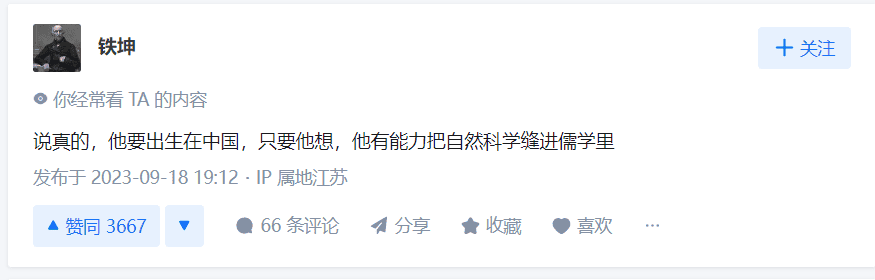 铁坤
关注
你经常看 TA 的内容
说真的，他要出生在中国，只要他想，他有能力把自然科学缝进儒学里
发布于 2023-09-18 19:12 · IP 属地江苏
赞同 3667 66 条评论 分享 收藏 喜欢 ···